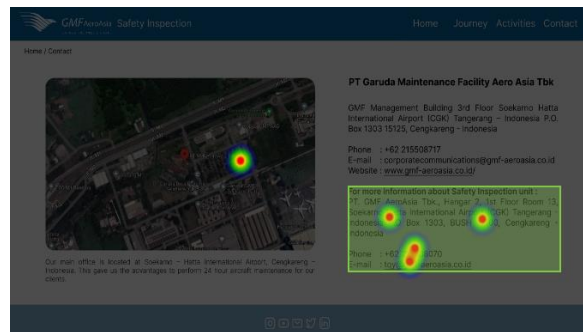 GMF AeroAsia Safety Inspection
Home Journey Activities Contact
Home / Contact
PT Garuda Maintenance Facility Aero Asia Tbk
GMF Management Building 3rd Floor Soekarno Hatta
International Airport (CGK) Tangerang - Indonesia P.O.
Box 1303 15125, Cengkareng - Indonesia
Phone : +62 215508717
E-mail : corporatecommunications@gmf-aeroasia.co.id
Website : www.gmf-aeroasia.co.id/
For more information about Safety Inspection unit :
PT. GMF AeroAsia Tbk., Hangar 2, 1st Floor Room 13,
International Airport (CGK) Tangerang -
Box 1303, Cengkareng -
Indonesia
Phone : +62
E-mail :
Our main office is located at Soekarno - Hatta International Airport, Cengkareng -
Indonesia. This gave us the advantages to perform 24 hour aircraft maintenance for our
clients.